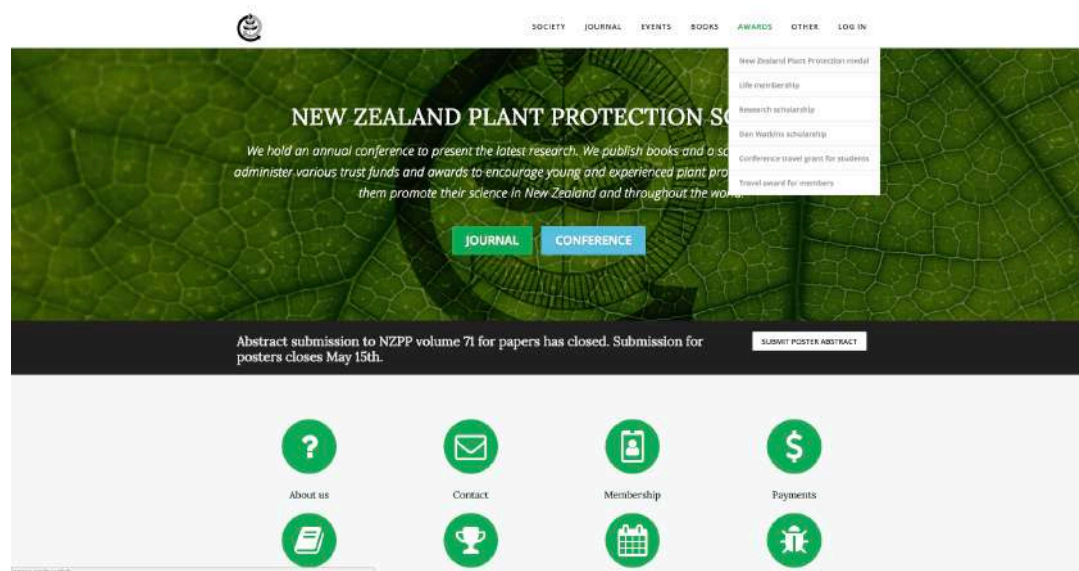 SOCIETY JOURNAL EVENTS BOOKS AWARDS OTHER LOG IN
New Zealand Plant Protection medal
Life membership
Research scholarship
Dan Watkins scholarship
Conference travel grant for students
Travel award for members
NEW ZEALAND PLANT PROTECTION SO
We hold an annual conference to present the latest research. We publish books and a sc
administer various trust funds and awards to encourage young and experienced plant pro
them promote their science in New Zealand and throughout the world.
JOURNAL CONFERENCE
Abstract submission to NZPP volume 71 for papers has closed. Submission for
posters closes May 15th.
SUBMIT POSTER ABSTRACT
About us Contact Membership Payments